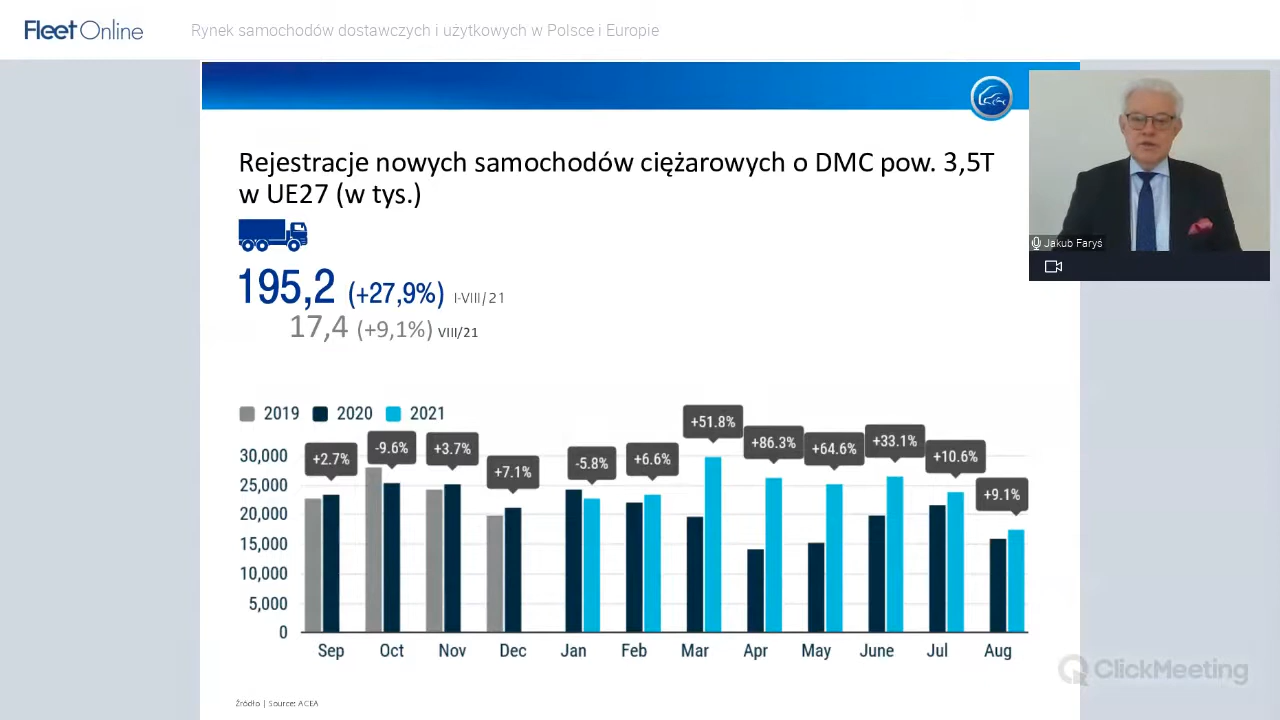 FleetOnline
Rynek samochodów dostawczych i użytkowych w Polsce i Europie
Jakub Faryś
Rejestracje nowych samochodów ciężarowych o DMC pow. 3,5T
w UE27 (w tys.)
195,2 (+27,9%) I-VIII/21
17,4 (+9,1%) VIII/21
2019 2020 2021
+2.7%
-9.6%
+3.7%
+7.1%
-5.8%
+6.6%
+51.8%
+86.3%
+64.6%
+33.1%
+10.6%
+9.1%
30,000
25,000
20,000
15,000
10,000
5,000
0
Sep Oct Nov Dec Jan Feb Mar Apr May June Jul Aug
ClickMeeting
Źródło | Source: ACEA